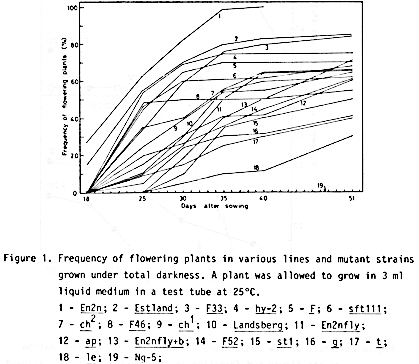 100
1
2
80
3
4
5
60
6
7
8
13
12
11
14
40
9
10
15
16
17
20
18
19
0
18 25 30 35 40 51
Days after sowing
Frequency of flowering plants (%)
Figure 1. Frequency of flowering plants in various lines and mutant strains
grown under total darkness. A plant was allowed to grow in 3 ml
liquid medium in a test tube at 25°C.
1 - En2n; 2 - Estland; 3 - F33; 4 - hy-2; 5 - F; 6 - sft111;
7 - ch²; 8 - F46; 9 - ch¹; 10 - Landsberg; 11 - En2nfly;
12 - ap; 13 - En2nfly+b; 14 - F52; 15 - st1; 16 - g; 17 - t;
18 - le; 19 - Nq-5;